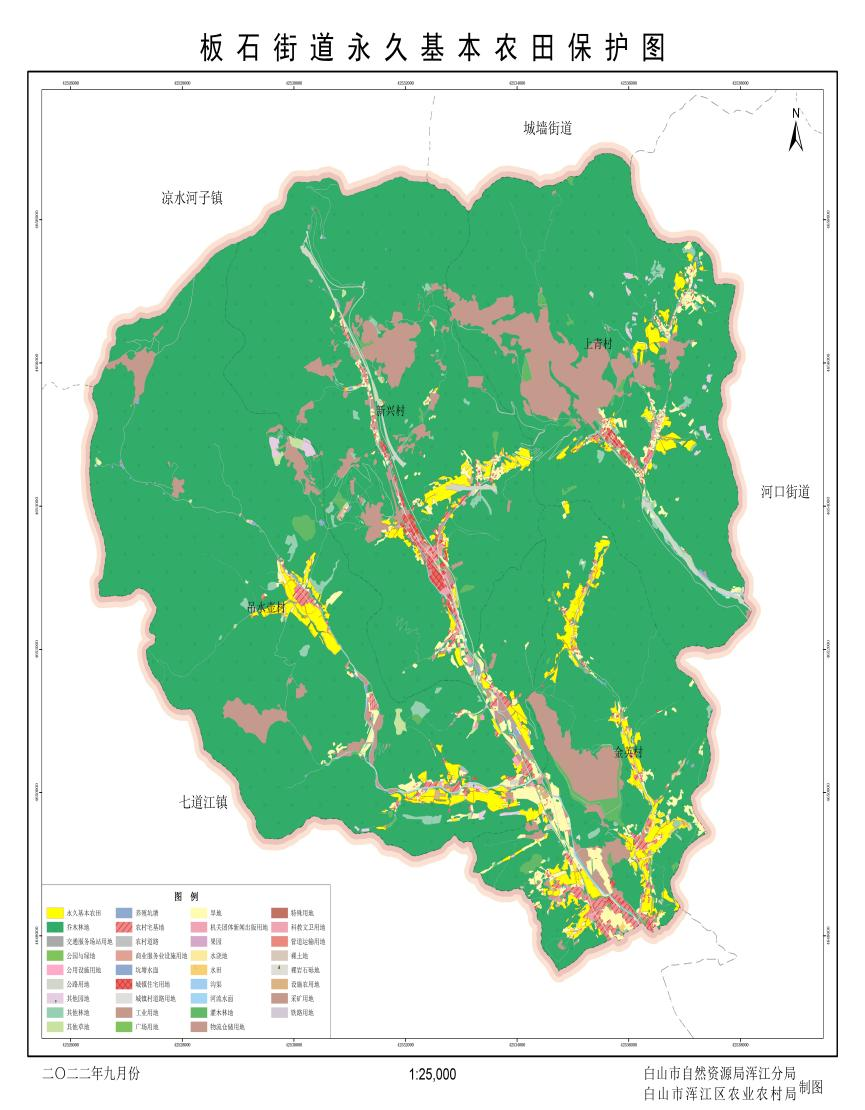 板石街道永久基本农田保护图
N
城墙街道
凉水河子镇
上青村
新兴村
河口街道
吊水壶村
金英村
七道江镇
图 例
永久基本农田
乔木林地
交通服务场站用地
公园与绿地
公用设施用地
公路用地
其他园地
其他林地
其他草地
养殖坑塘
农村宅基地
农村道路
商业服务业设施用地
坑塘水面
城镇住宅用地
城镇村道路用地
工业用地
广场用地
旱地
机关团体新闻出版用地
果园
水浇地
水田
沟渠
河流水面
灌木林地
物流仓储用地
特殊用地
科教文卫用地
管道运输用地
裸土地
裸岩石砾地
设施农用地
采矿用地
铁路用地
二〇二二年九月份
1:25,000
白山市自然资源局浑江分局
白山市浑江区农业农村局
制图